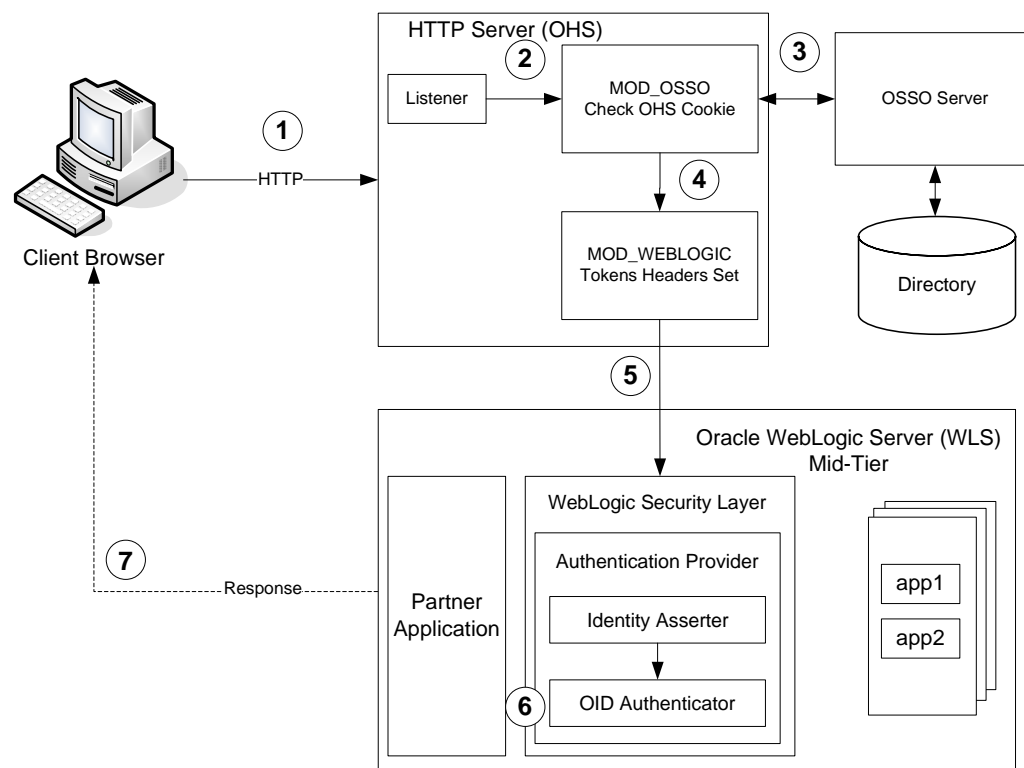 HTTP Server (OHS)
1
2
3
Listener
MOD_OSSO
Check OHS Cookie
OSSO Server
HTTP
4
Client Browser
MOD_WEBLOGIC
Tokens Headers Set
Directory
5
Oracle WebLogic Server (WLS)
Mid-Tier
WebLogic Security Layer
Authentication Provider
7
Response
Partner
Application
Identity Asserter
app1
app2
6
OID Authenticator